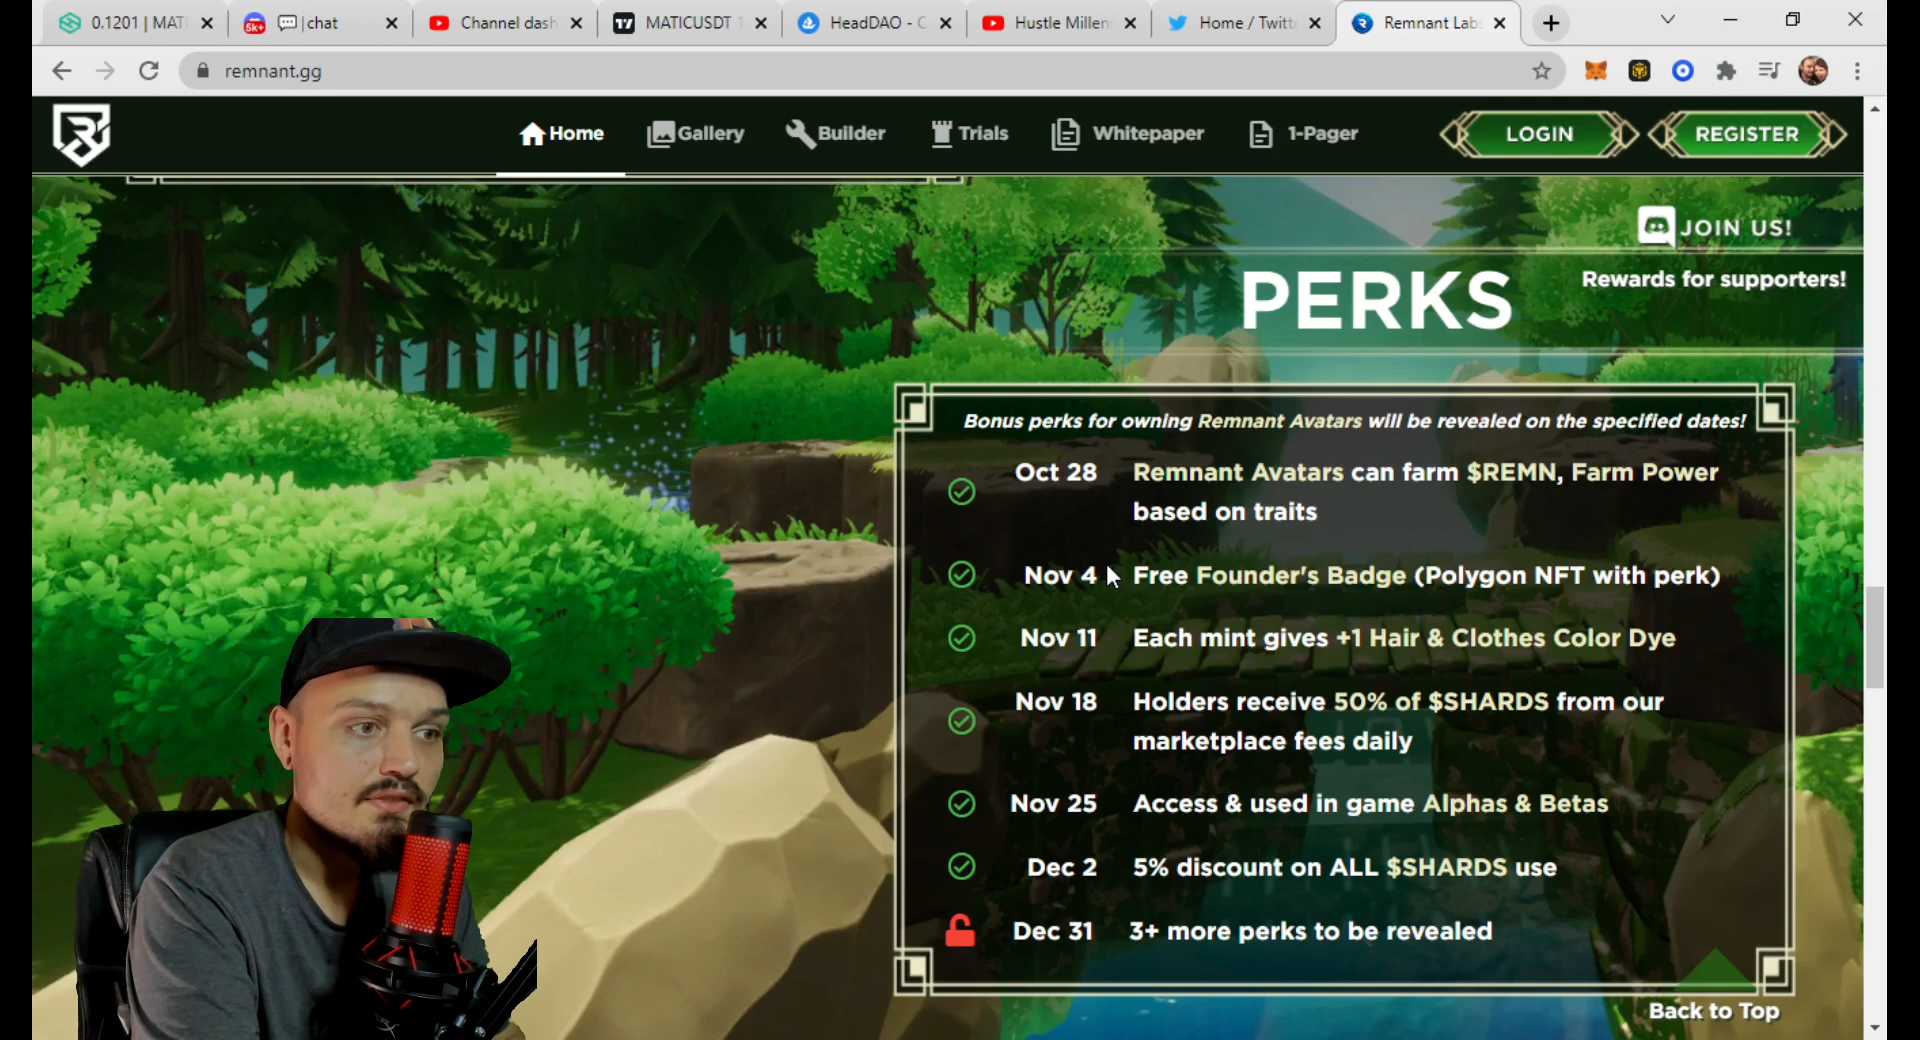 0.1201 | MATI
5K+
chat
Channel dash
MATICUSDT 1
HeadDAO - C
Hustle Millen
Home / Twitte
Remnant Lab
remnant.gg
Home
Gallery
Builder
Trials
Whitepaper
1-Pager
LOGIN
REGISTER
JOIN US!
PERKS
Rewards for supporters!
Bonus perks for owning Remnant Avatars will be revealed on the specified dates!
Oct 28 Remnant Avatars can farm $REMN, Farm Power
based on traits
Nov 4 Free Founder's Badge (Polygon NFT with perk)
Nov 11 Each mint gives +1 Hair & Clothes Color Dye
Nov 18 Holders receive 50% of $SHARDS from our
marketplace fees daily
Nov 25 Access & used in game Alphas & Betas
Dec 2 5% discount on ALL $SHARDS use
Dec 31 3+ more perks to be revealed
Back to Top